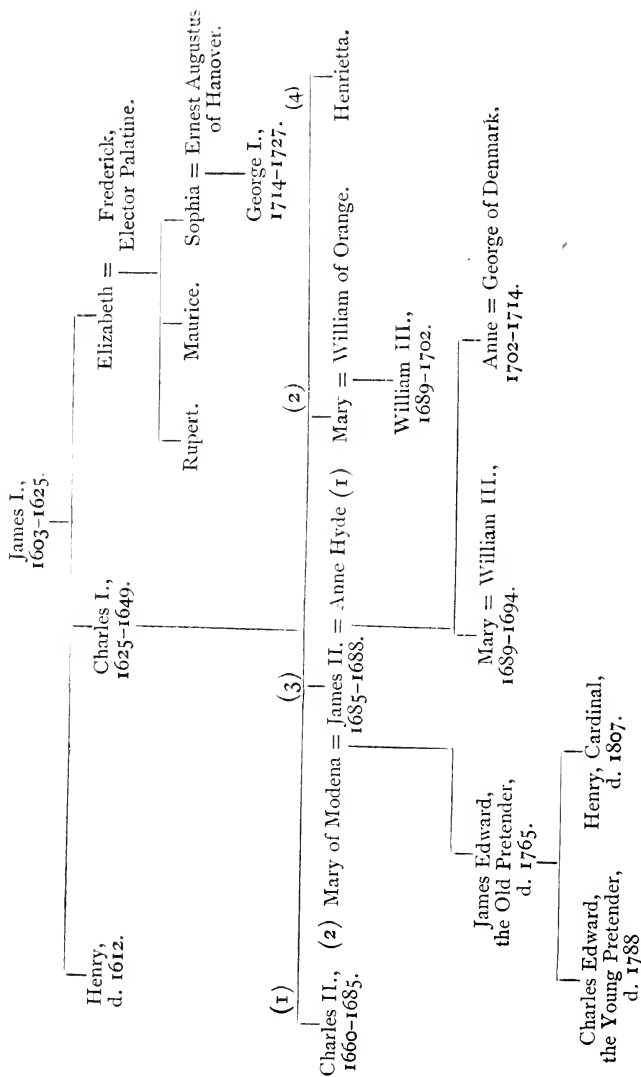 James I.,
1603–1625.
Henry,
d. 1612.
Charles I.,
1625–1649.
Elizabeth = Frederick,
Elector Palatine.
Rupert. Maurice. Sophia = Ernest Augustus
of Hanover.
George I.,
1714–1727.
(1) (3) (2) (4)
Charles II.,
1660–1685.
(2) Mary of Modena = James II. = Anne Hyde (1)
1685–1688.
Mary = William of Orange.
Henrietta.
William III.,
1689–1702.
James Edward,
the Old Pretender,
d. 1765.
Mary = William III.,
1689–1694.
Anne = George of Denmark.
1702–1714.
Charles Edward,
the Young Pretender,
d. 1788
Henry, Cardinal,
d. 1807.